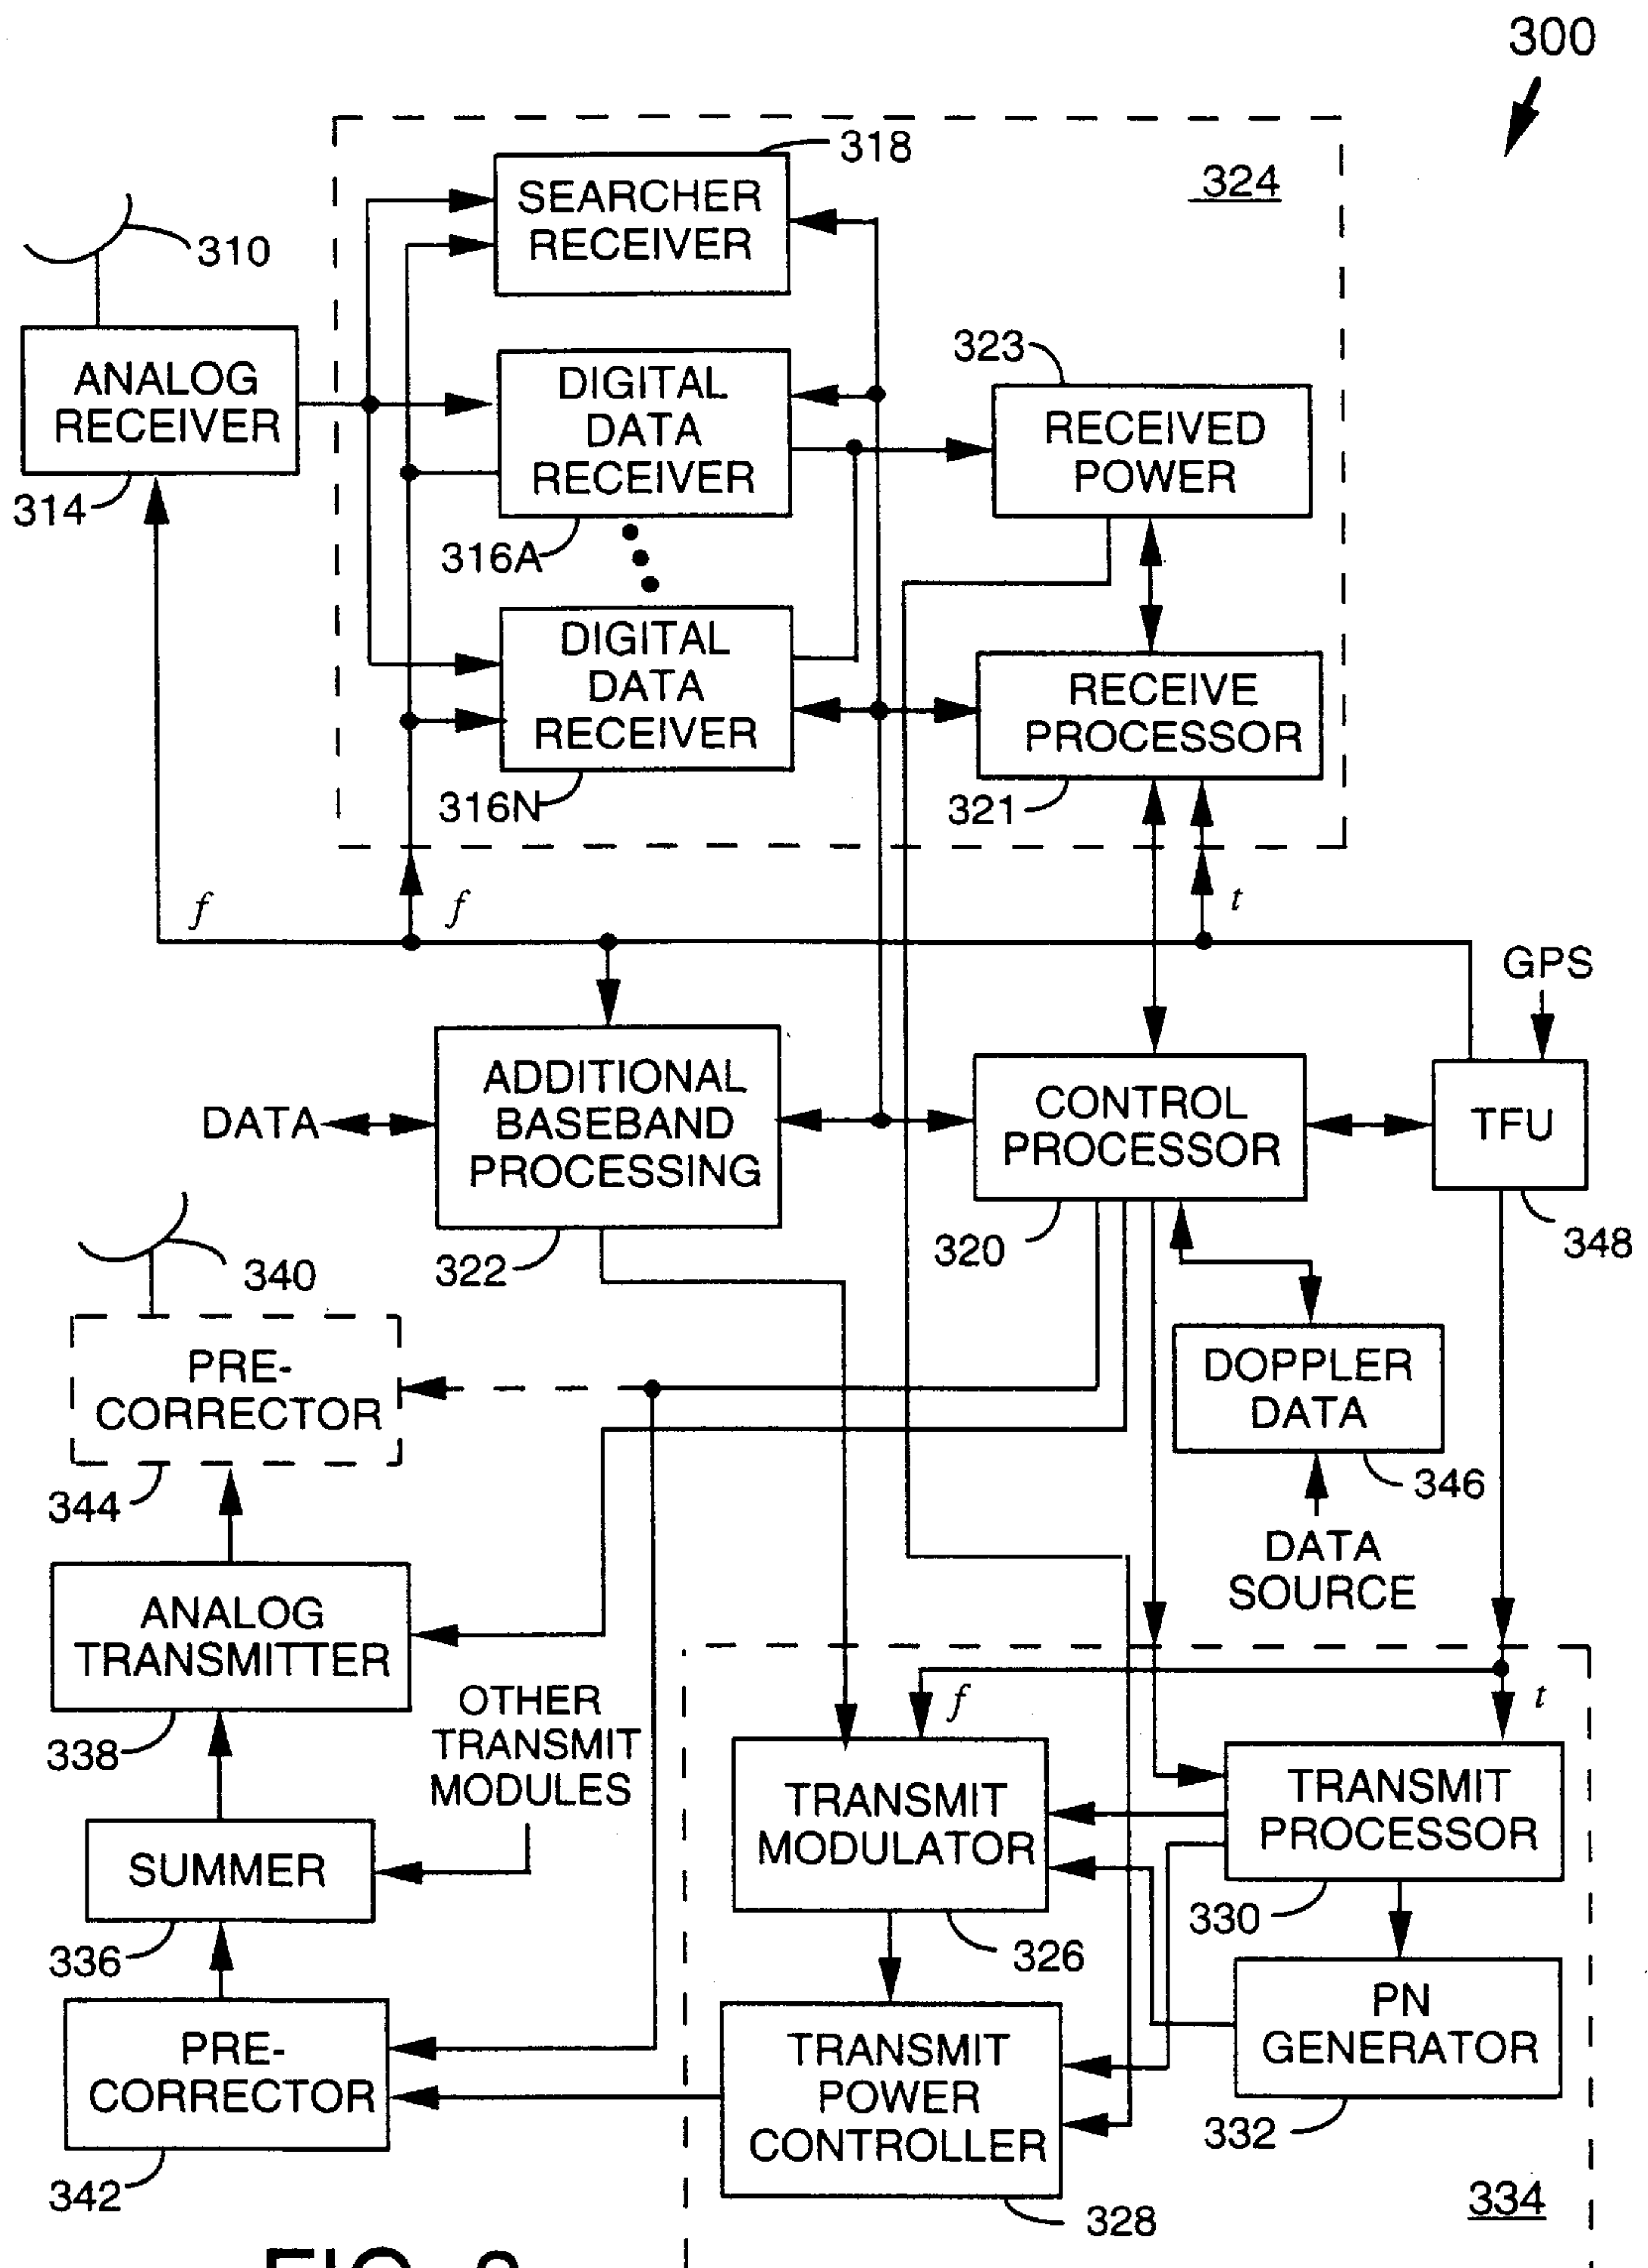 300
318
SEARCHER
RECEIVER
324
310
ANALOG
RECEIVER
314
DIGITAL
DATA
RECEIVER
316A
323
RECEIVED
POWER
DIGITAL
DATA
RECEIVER
316N
RECEIVE
PROCESSOR
321
f
f
t
GPS
ADDITIONAL
BASEBAND
PROCESSING
DATA
322
CONTROL
PROCESSOR
320
TFU
348
340
PRE-
CORRECTOR
344
DOPPLER
DATA
346
DATA
SOURCE
ANALOG
TRANSMITTER
338
OTHER
TRANSMIT
MODULES
f
t
TRANSMIT
MODULATOR
326
TRANSMIT
PROCESSOR
330
SUMMER
336
PRE-
CORRECTOR
342
TRANSMIT
POWER
CONTROLLER
328
PN
GENERATOR
332
334